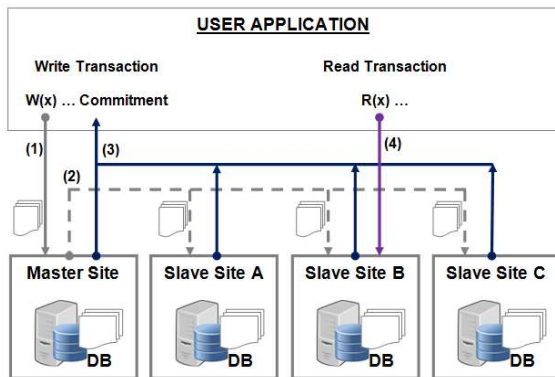 USER APPLICATION
Write Transaction
Read Transaction
W(x) ... Commitment
R(x) ...
(1)
(3)
(4)
(2)
Master Site
Slave Site A
Slave Site B
Slave Site C
DB
DB
DB
DB